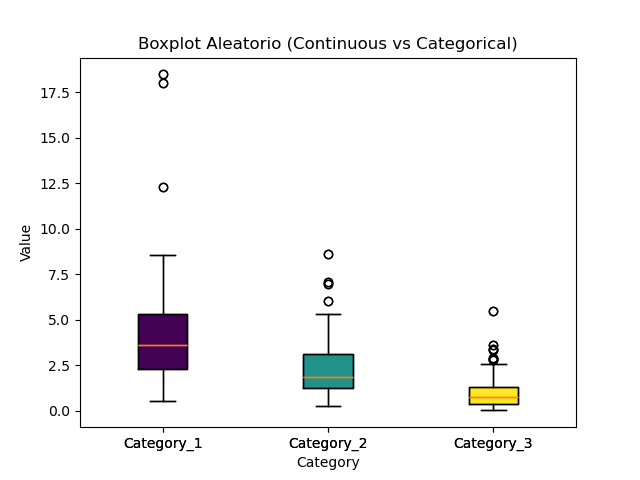 Boxplot Aleatorio (Continuous vs Categorical)
17.5
15.0
12.5
10.0
7.5
5.0
2.5
0.0
Value
Category_1 Category_2 Category_3
Category